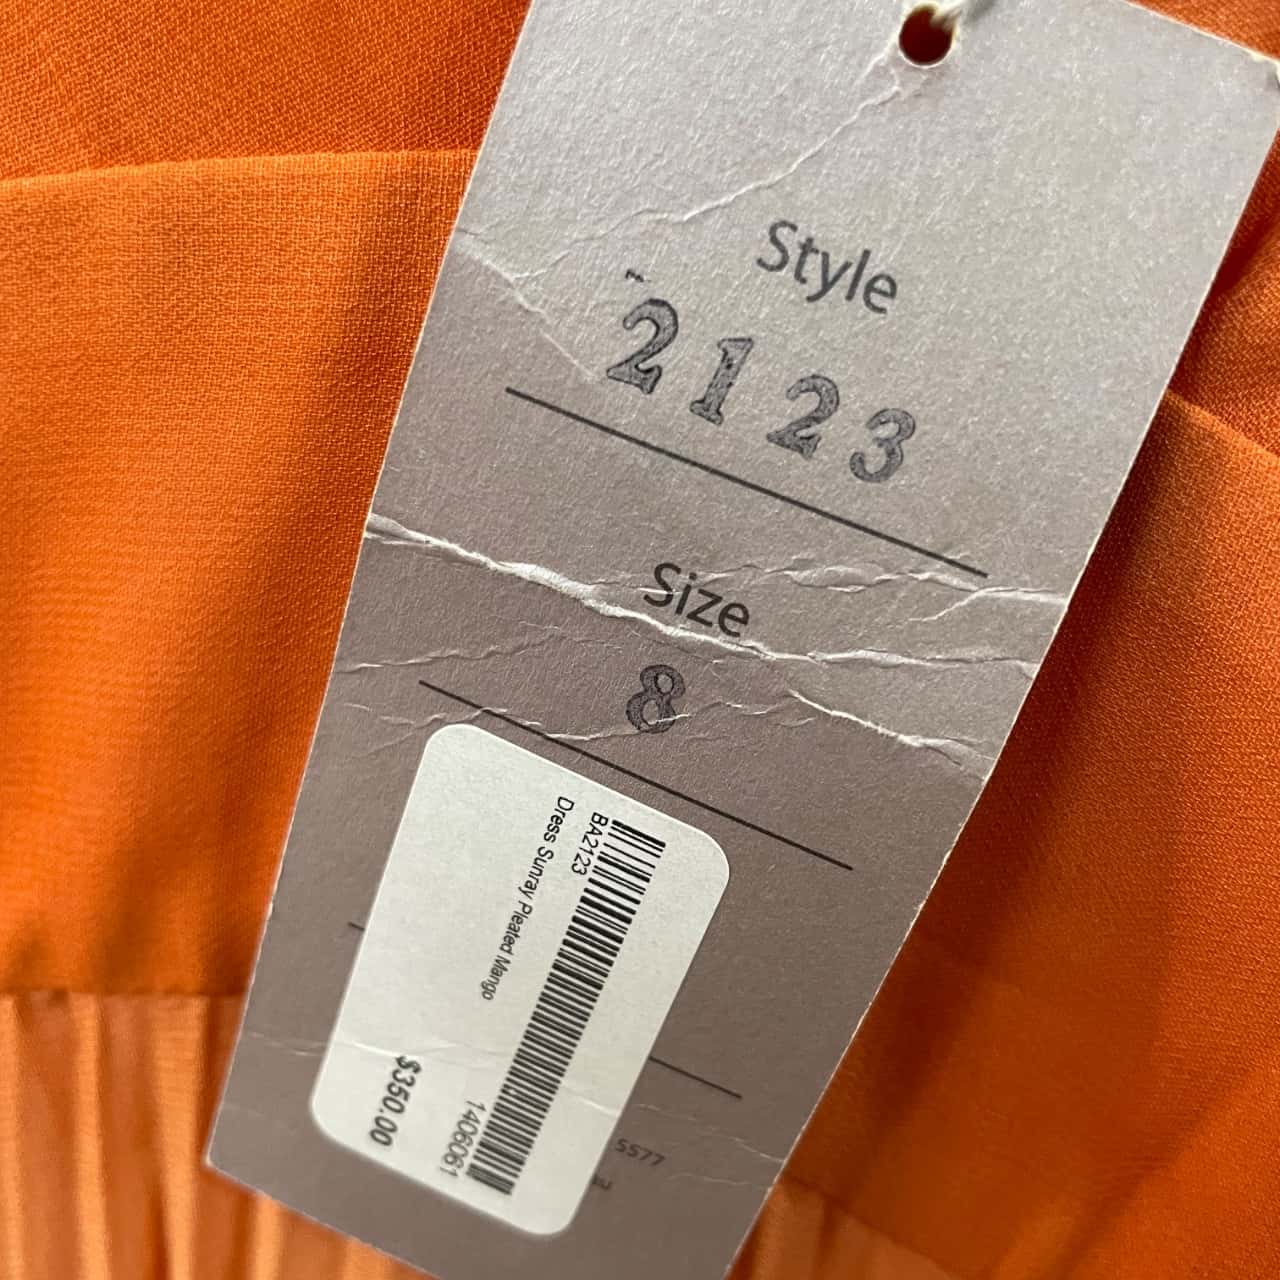 Style
2123
Size
8
BA2123
Dress Sunray Pleated Mango
1406061
$350.00
5577